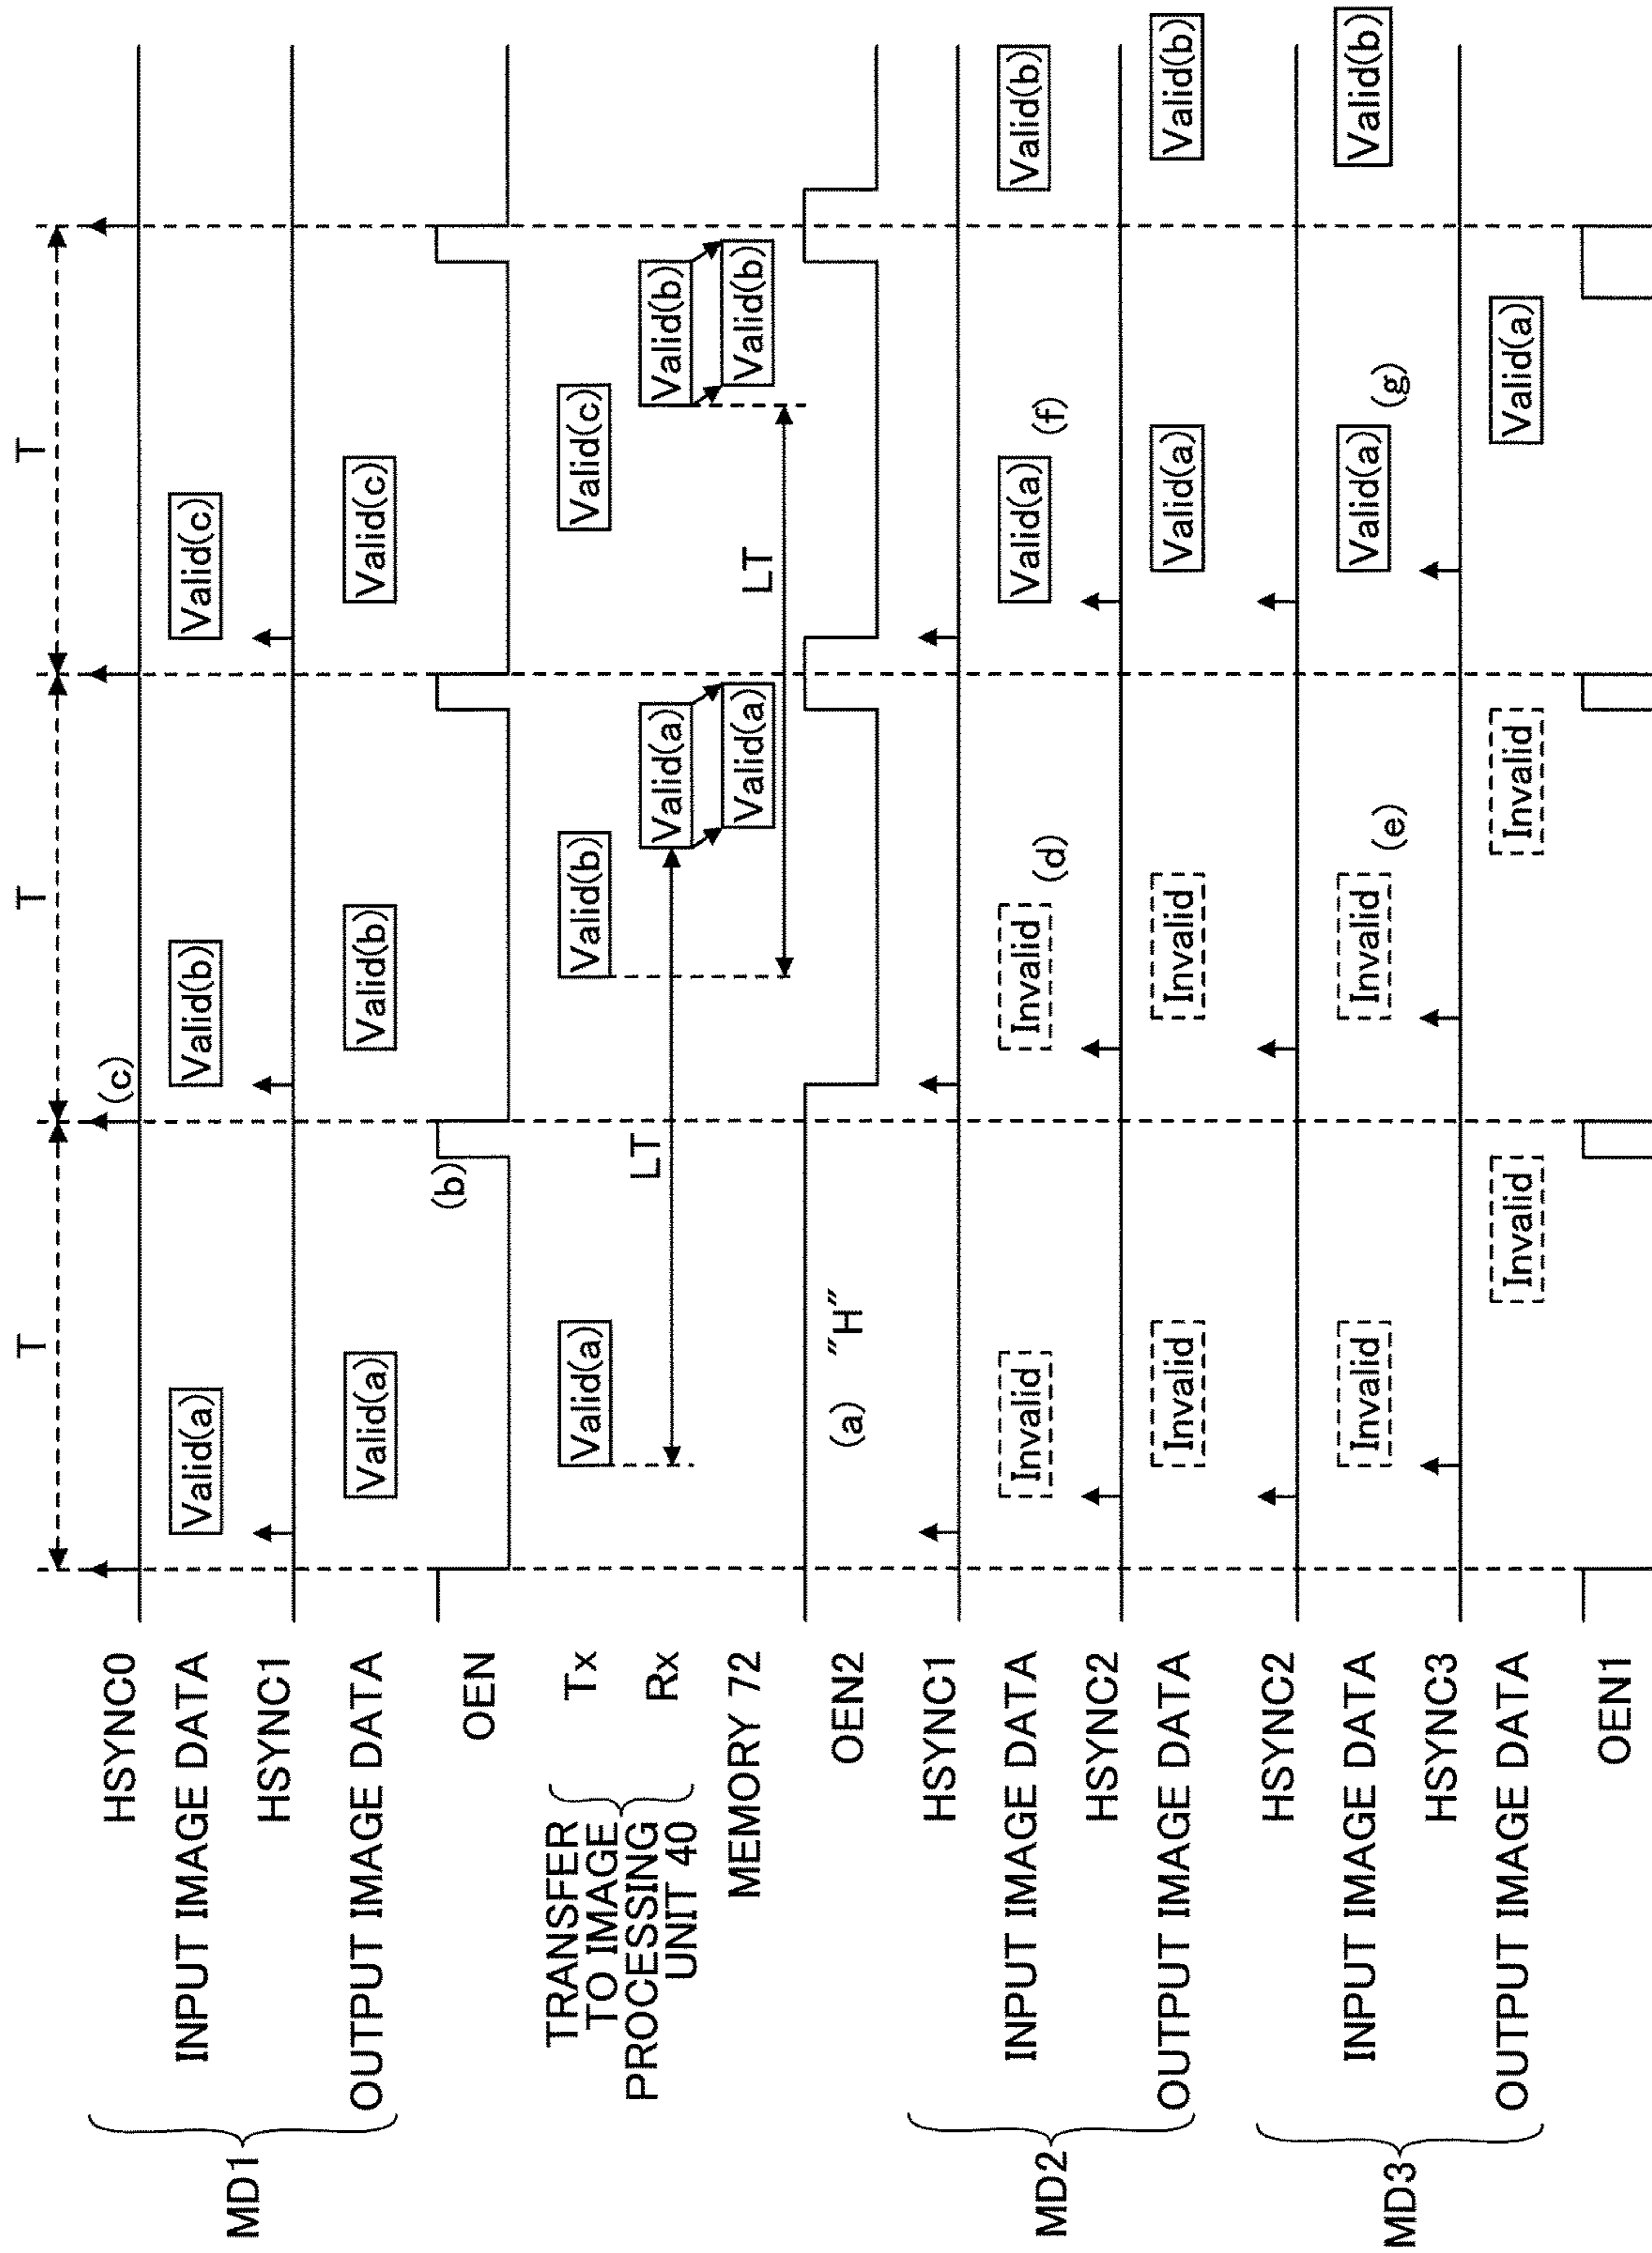 T T T
HSYNC0 (c)
INPUT IMAGE DATA Valid(a) Valid(b) Valid(c)
HSYNC1
OUTPUT IMAGE DATA Valid(a) Valid(b) Valid(c)
MD1
OEN (b)
TRANSFER
TO IMAGE
PROCESSING
UNIT 40
Tx Valid(a) Valid(b) Valid(c)
LT
Rx Valid(a) Valid(b)
MEMORY 72 Valid(a) Valid(b)
LT
OEN2 (a) "H"
HSYNC1
INPUT IMAGE DATA Invalid Invalid Valid(a) Valid(b)
(d) (f)
HSYNC2
OUTPUT IMAGE DATA Invalid Invalid Valid(a) Valid(b)
MD2
HSYNC2
INPUT IMAGE DATA Invalid Invalid Valid(a) Valid(b)
(e) (g)
HSYNC3
OUTPUT IMAGE DATA Invalid Invalid Valid(a)
MD3
OEN1